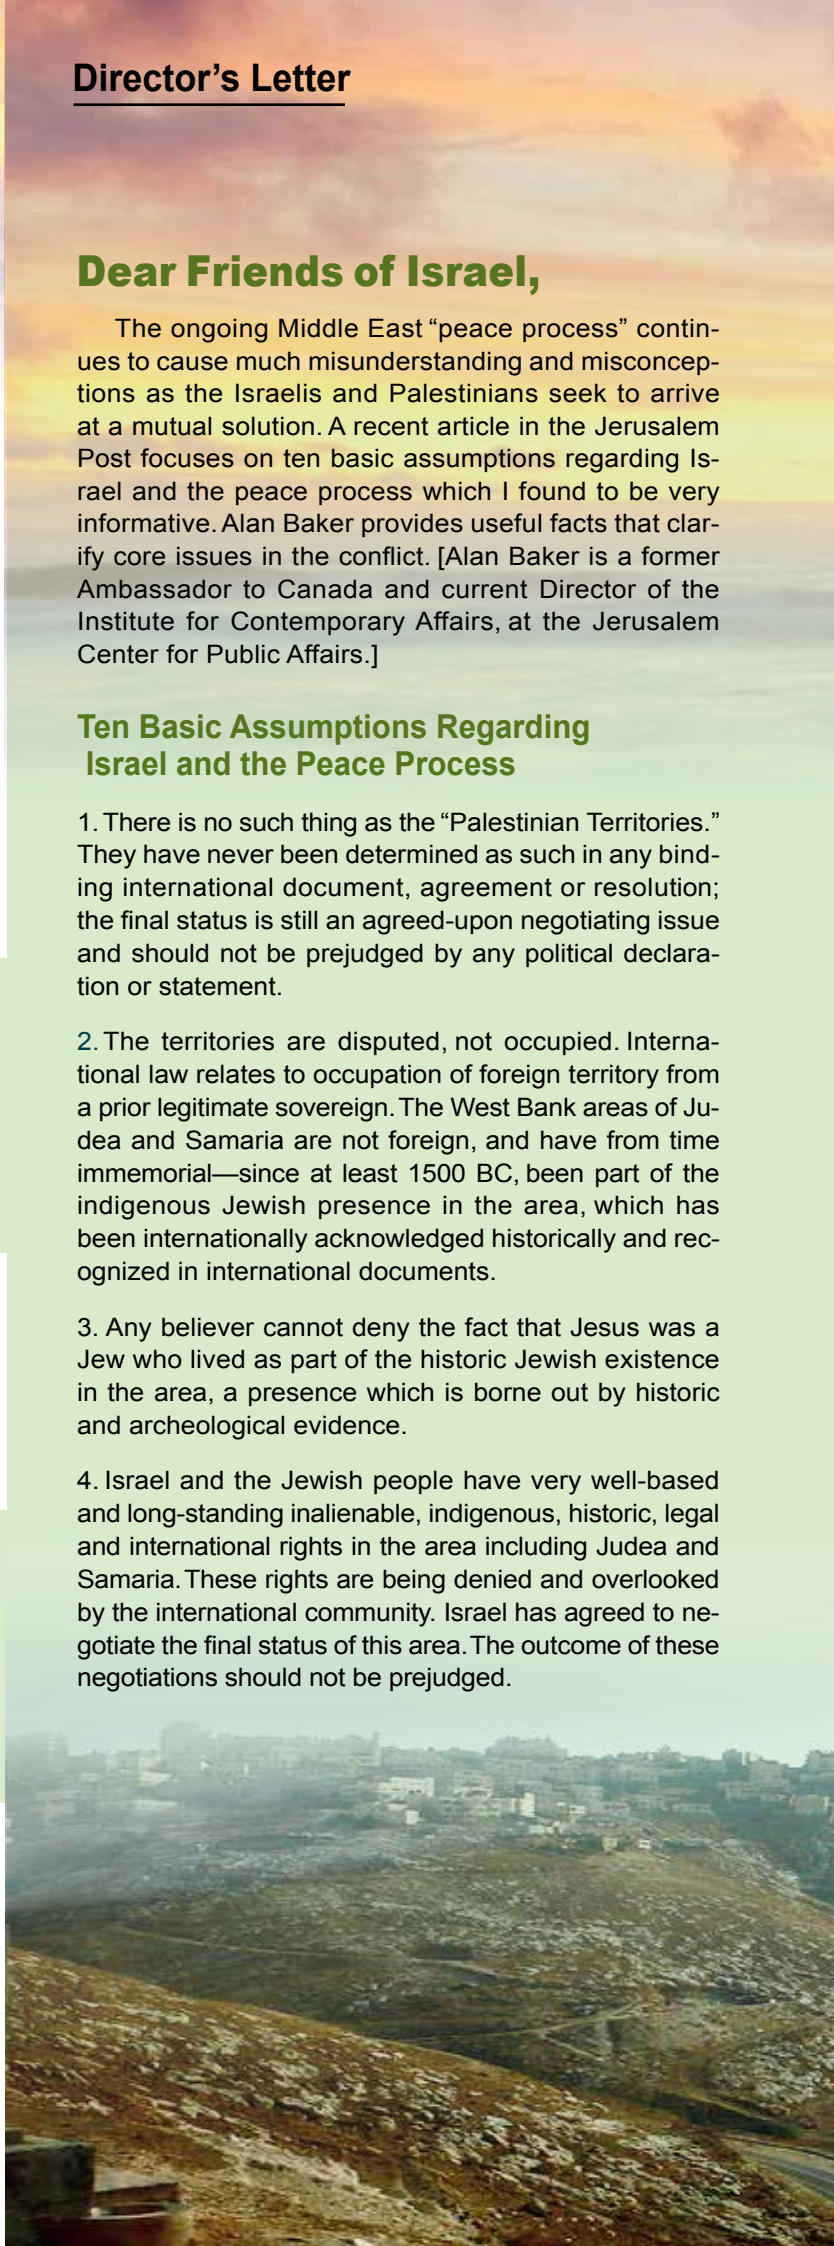 Director’s Letter
Dear Friends of Israel,
The ongoing Middle East “peace process” contin-
ues to cause much misunderstanding and misconcep-
tions as the Israelis and Palestinians seek to arrive
at a mutual solution. A recent article in the Jerusalem
Post focuses on ten basic assumptions regarding Is-
rael and the peace process which I found to be very
informative. Alan Baker provides useful facts that clar-
ify core issues in the conflict. [Alan Baker is a former
Ambassador to Canada and current Director of the
Institute for Contemporary Affairs, at the Jerusalem
Center for Public Affairs.]
Ten Basic Assumptions Regarding
Israel and the Peace Process
1. There is no such thing as the “Palestinian Territories.”
They have never been determined as such in any bind-
ing international document, agreement or resolution;
the final status is still an agreed-upon negotiating issue
and should not be prejudged by any political declara-
tion or statement.
2. The territories are disputed, not occupied. Interna-
tional law relates to occupation of foreign territory from
a prior legitimate sovereign. The West Bank areas of Ju-
dea and Samaria are not foreign, and have from time
immemorial—since at least 1500 BC, been part of the
indigenous Jewish presence in the area, which has
been internationally acknowledged historically and rec-
ognized in international documents.
3. Any believer cannot deny the fact that Jesus was a
Jew who lived as part of the historic Jewish existence
in the area, a presence which is borne out by historic
and archeological evidence.
4. Israel and the Jewish people have very well-based
and long-standing inalienable, indigenous, historic, legal
and international rights in the area including Judea and
Samaria. These rights are being denied and overlooked
by the international community. Israel has agreed to ne-
gotiate the final status of this area. The outcome of these
negotiations should not be prejudged.